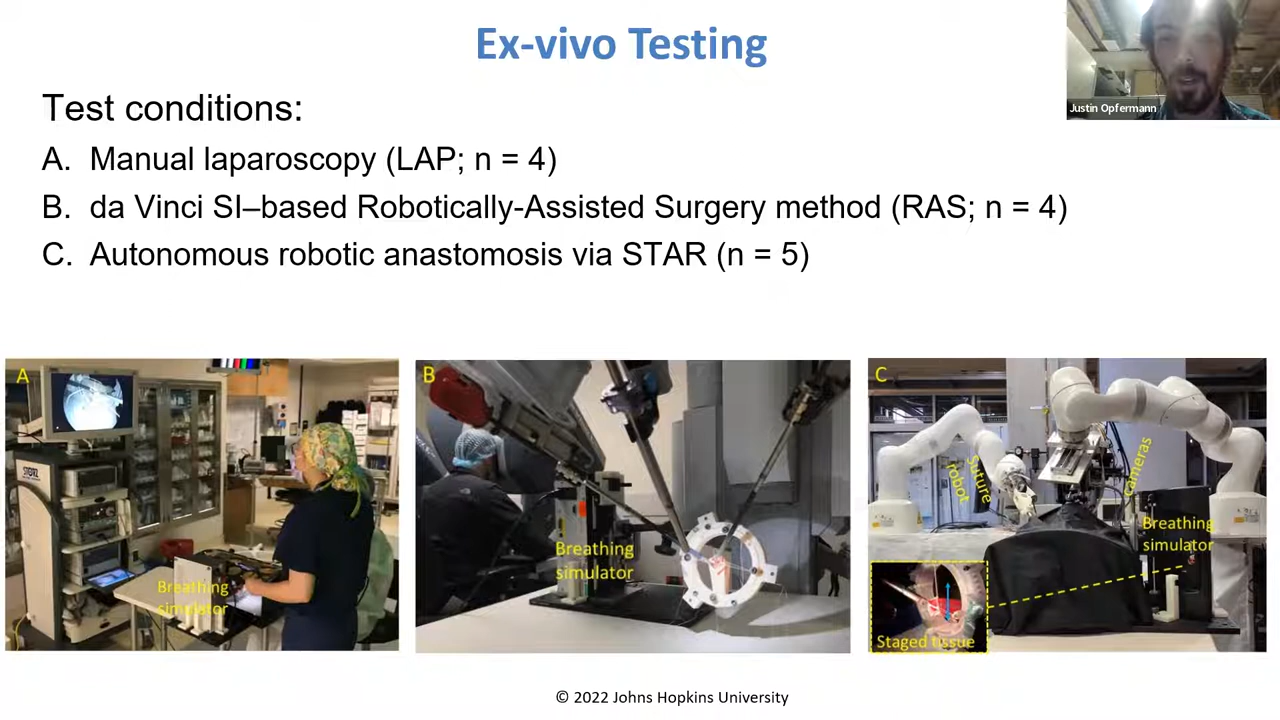 Ex-vivo Testing
Justin Opfermann
Test conditions:
A. Manual laparoscopy (LAP; n = 4)
B. da Vinci SI–based Robotically-Assisted Surgery method (RAS; n = 4)
C. Autonomous robotic anastomosis via STAR (n = 5)
A
STORZ
Breathing
simulator
B
Breathing
simulator
C
Suture
robot
cameras
Breathing
simulator
Staged tissue
© 2022 Johns Hopkins University